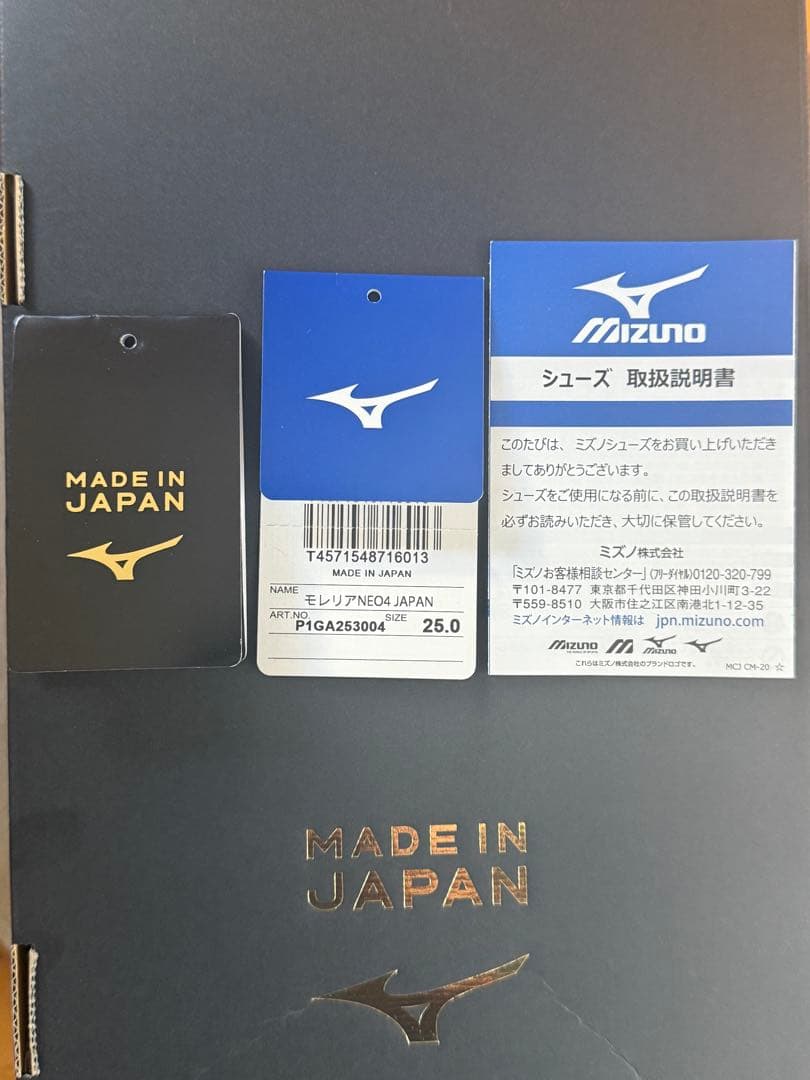 MADE IN
JAPAN
T4571548716013
MADE IN JAPAN
NAME モレリアNEO4 JAPAN
ART.NO P1GA253004 SIZE 25.0
MIZUNO
シューズ 取扱説明書
このたびは、ミズノシューズをお買い上げいただき
ましてありがとうございます。
シューズをご使用になる前に、この取扱説明書を
必ずお読みいただき、大切に保管してください。
ミズノ株式会社
「ミズノお客様相談センター」(フリーダイヤル)0120-320-799
〒101-8477 東京都千代田区神田小川町3-22
〒559-8510 大阪市住之江区南港北1-12-35
ミズノインターネット情報は jpn.mizuno.com
MIZUNO MIZUNO
これらはミズノ株式会社のブランドロゴです。 MCJ CM-20 ☆
MADE IN
JAPAN